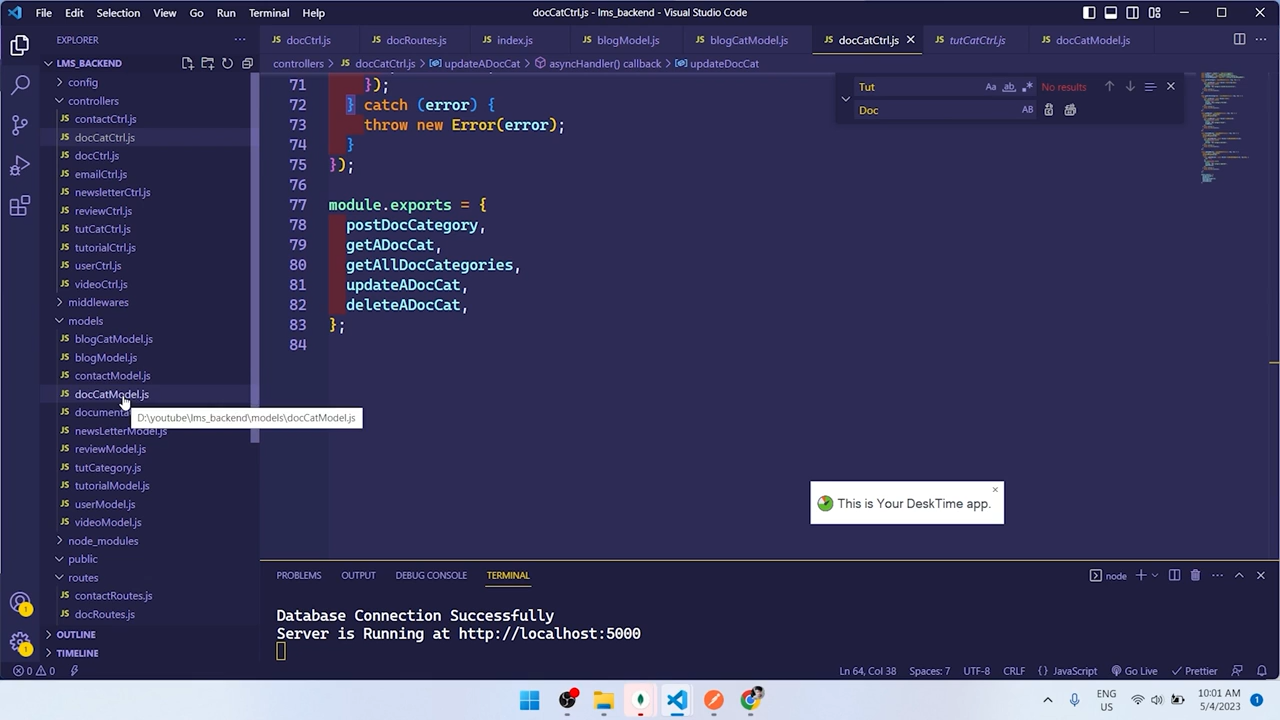 File Edit Selection View Go Run Terminal Help
docCatCtrl.js - lms_backend - Visual Studio Code
EXPLORER
LMS_BACKEND
config
controllers
contactCtrl.js
docCatCtrl.js
docCtrl.js
emailCtrl.js
newsletterCtrl.js
reviewCtrl.js
tutCatCtrl.js
tutorialCtrl.js
userCtrl.js
videoCtrl.js
middlewares
models
blogCatModel.js
blogModel.js
contactModel.js
docCatModel.js
documenta
newsLetterModel.js
reviewModel.js
tutCategory.js
tutorialModel.js
userModel.js
videoModel.js
node_modules
public
routes
contactRoutes.js
docRoutes.js
OUTLINE
TIMELINE
D:\youtube\lms_backend\models\docCatModel.js
docCtrl.js docRoutes.js index.js blogModel.js blogCatModel.js docCatCtrl.js tutCatCtrl.js docCatModel.js
controllers > docCatCtrl.js > updateADocCat > asyncHandler() callback > updateDocCat
Tut Aa ab No results
Doc AB
71 });
72 } catch (error) {
73 throw new Error(error);
74 }
75 });
76
77 module.exports = {
78 postDocCategory,
79 getADocCat,
80 getAllDocCategories,
81 updateADocCat,
82 deleteADocCat,
83 };
84
This is Your DeskTime app.
PROBLEMS OUTPUT DEBUG CONSOLE TERMINAL
node
Database Connection Successfully
Server is Running at http://localhost:5000
0 0 Ln 64, Col 38 Spaces: 7 UTF-8 CRLF {} JavaScript Go Live Prettier
ENG
US
10:01 AM
5/4/2023
1